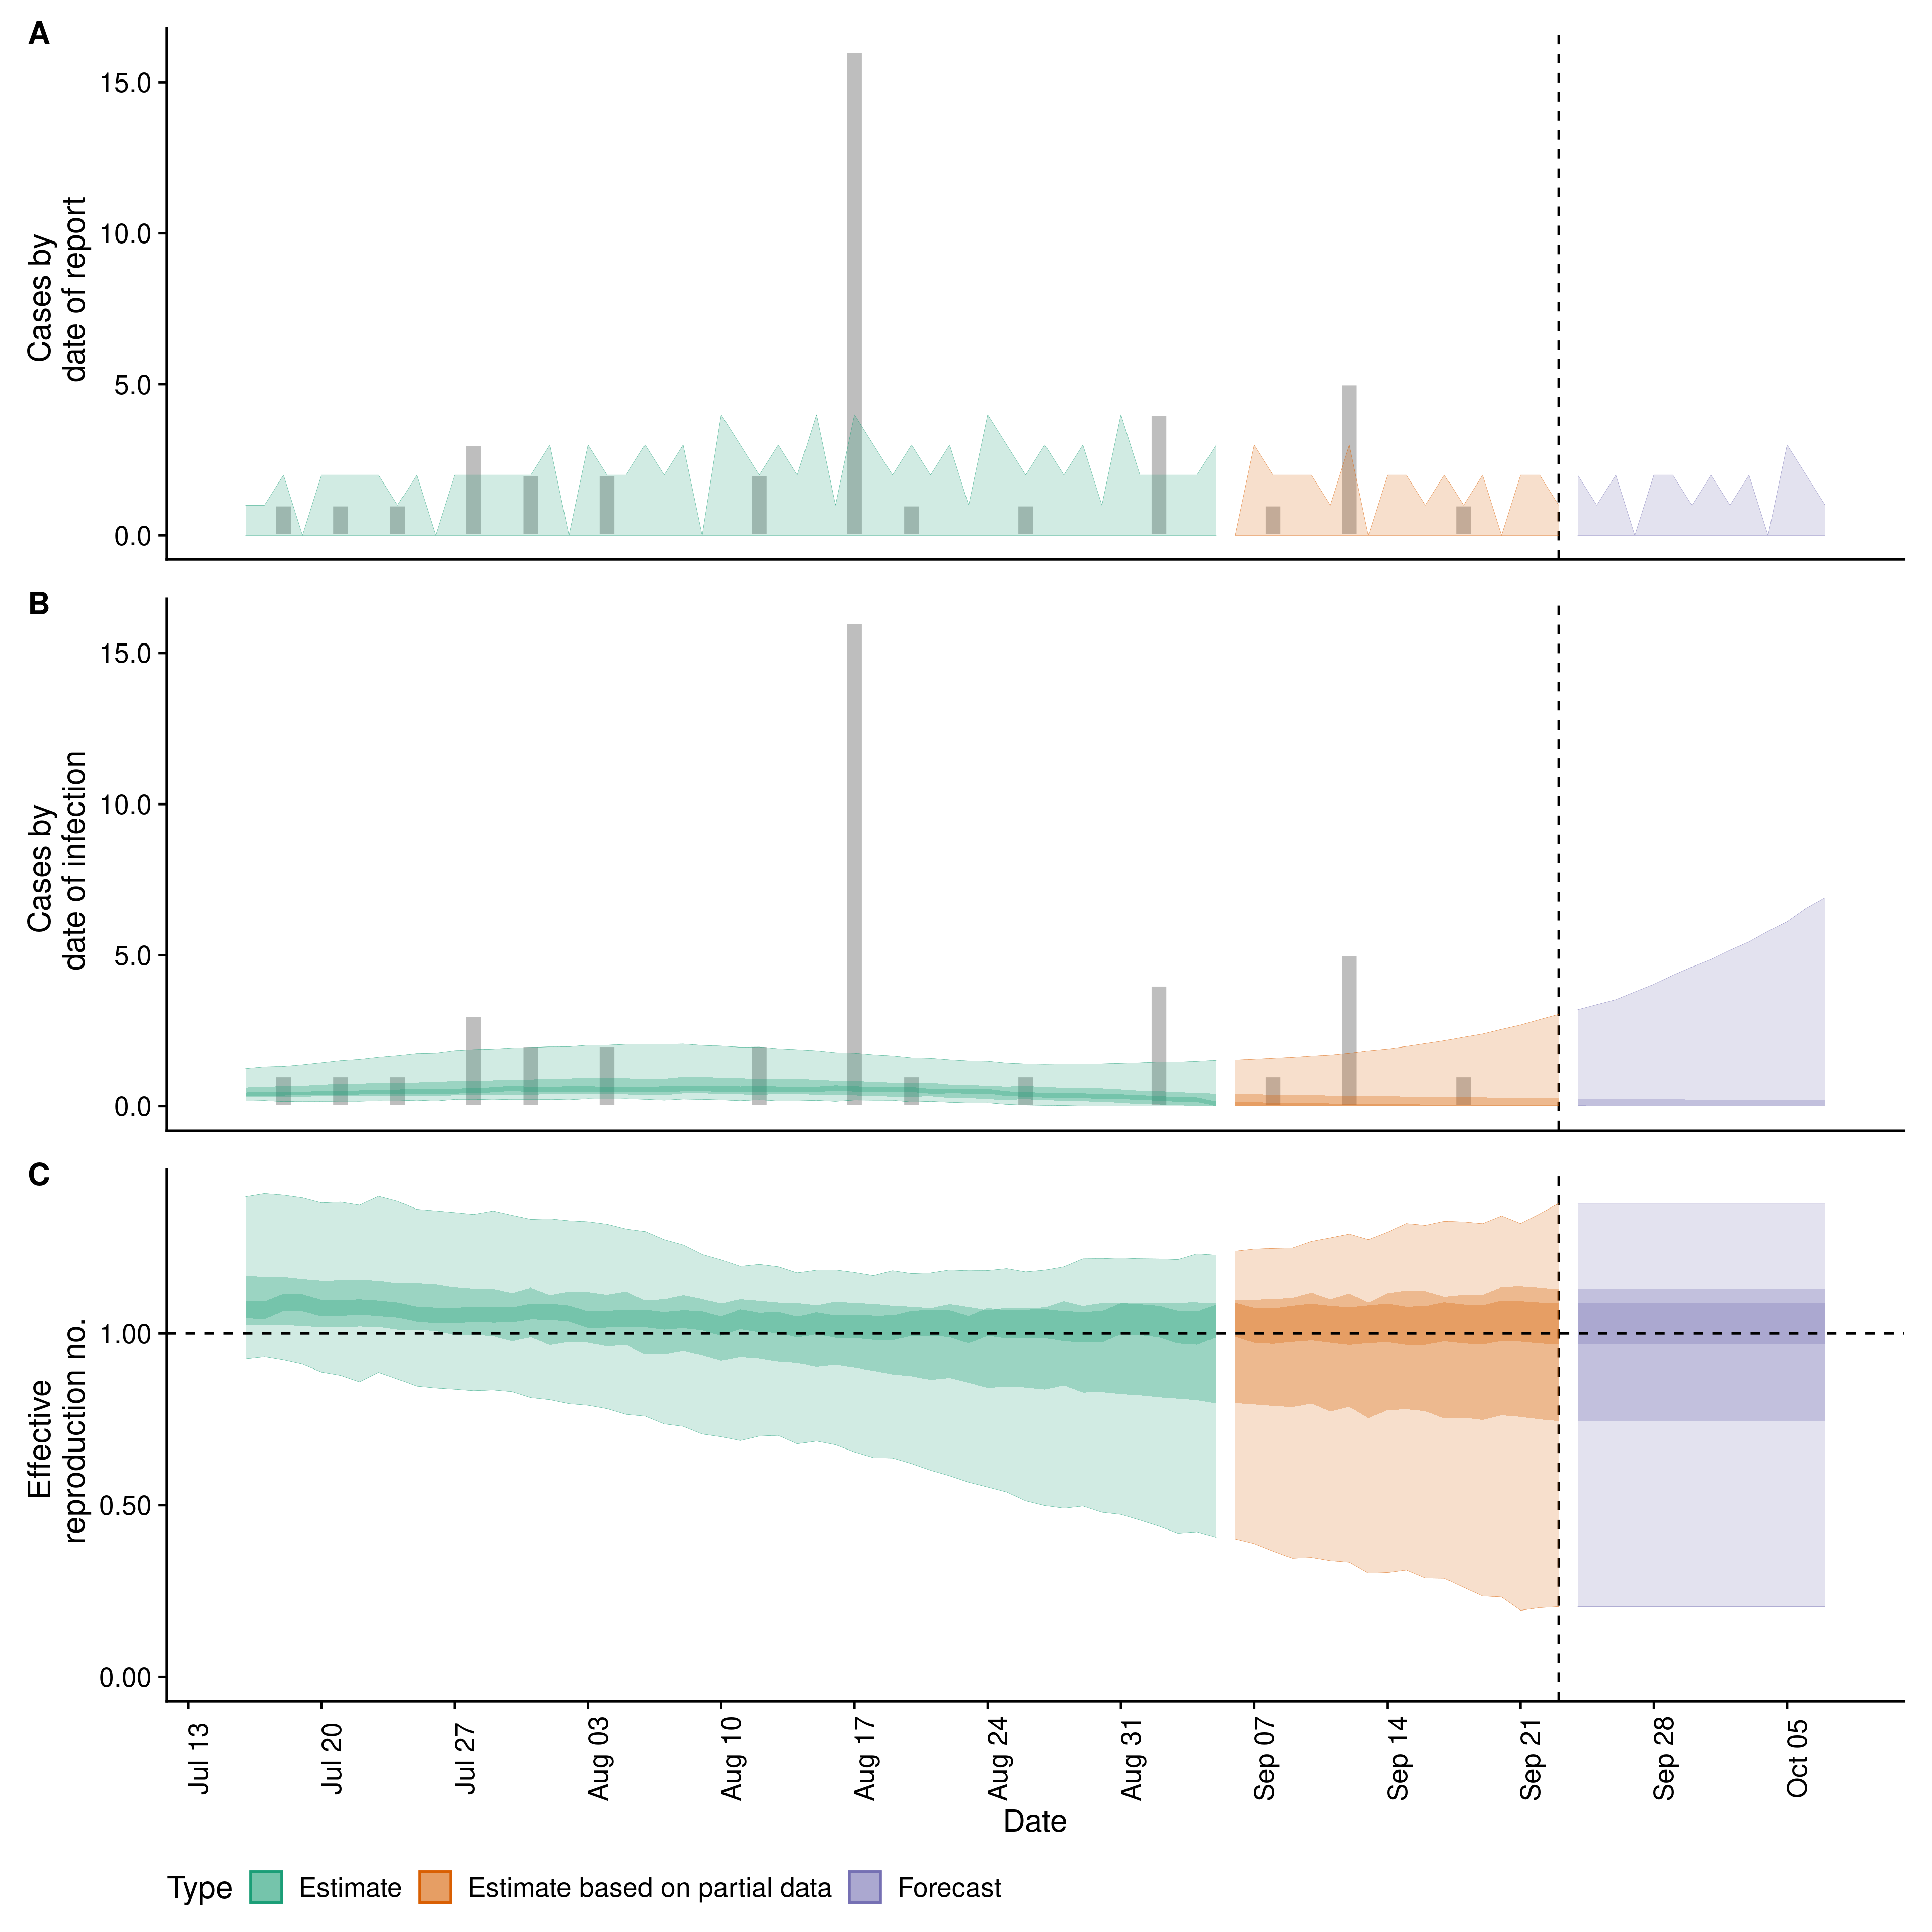 A
15.0
10.0
5.0
0.0
Cases by
date of report
B
15.0
10.0
5.0
0.0
Cases by
date of infection
C
1.00
0.50
0.00
Effective
reproduction no.
Jul 13
Jul 20
Jul 27
Aug 03
Aug 10
Aug 17
Aug 24
Aug 31
Sep 07
Sep 14
Sep 21
Sep 28
Oct 05
Date
Type Estimate Estimate based on partial data Forecast